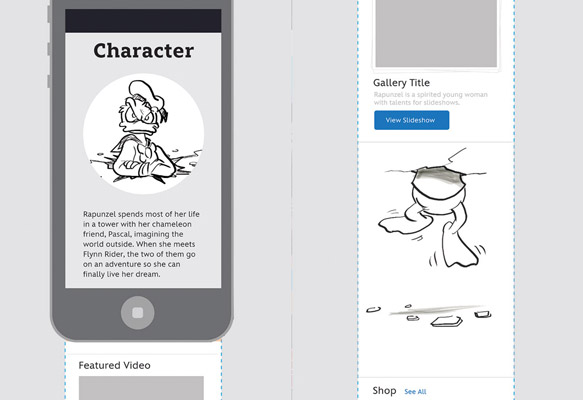 Character
Rapunzel spends most of her life
in a tower with her chameleon
friend, Pascal, imagining the
world outside. When she meets
Flynn Rider, the two of them go
on an adventure so she can
finally live her dream.
Featured Video
Gallery Title
Rapunzel is a spirited young woman
with talents for slideshows.
View Slideshow
Shop See All